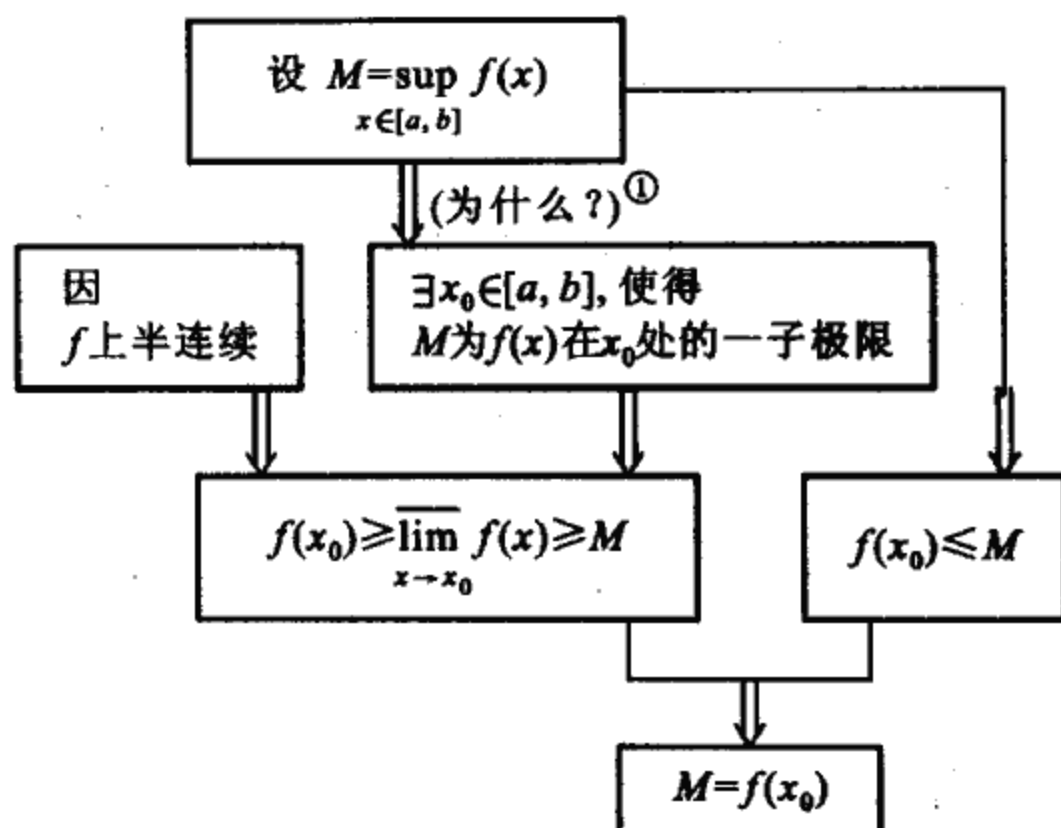 设 M=sup f(x)
x∈[a, b]
(为什么?)①
因
f上半连续
∃x₀∈[a, b], 使得
M为f(x)在x₀处的一子极限
f(x₀)≥lim̅ f(x)≥M
x→x₀
f(x₀)≤M
M=f(x₀)